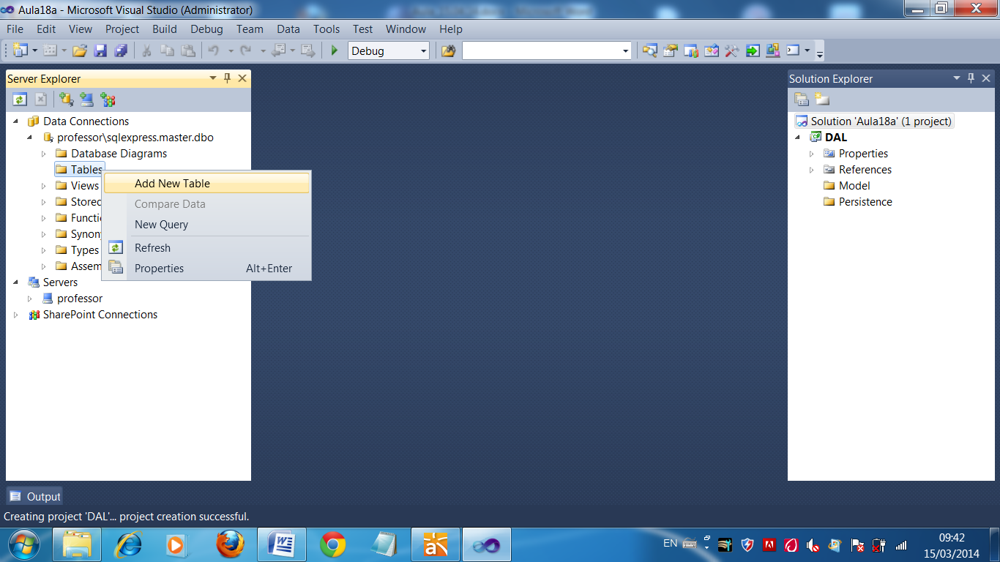 Aula18a - Microsoft Visual Studio (Administrator)
File Edit View Project Build Debug Team Data Tools Test Window Help
Debug
Server Explorer
Data Connections
professor\sqlexpress.master.dbo
Database Diagrams
Tables
Views
Stored
Functi
Synony
Types
Assem
Servers
professor
SharePoint Connections
Add New Table
Compare Data
New Query
Refresh
Properties Alt+Enter
Solution Explorer
Solution 'Aula18a' (1 project)
DAL
Properties
References
Model
Persistence
Output
Creating project 'DAL'... project creation successful.
EN
09:42
15/03/2014